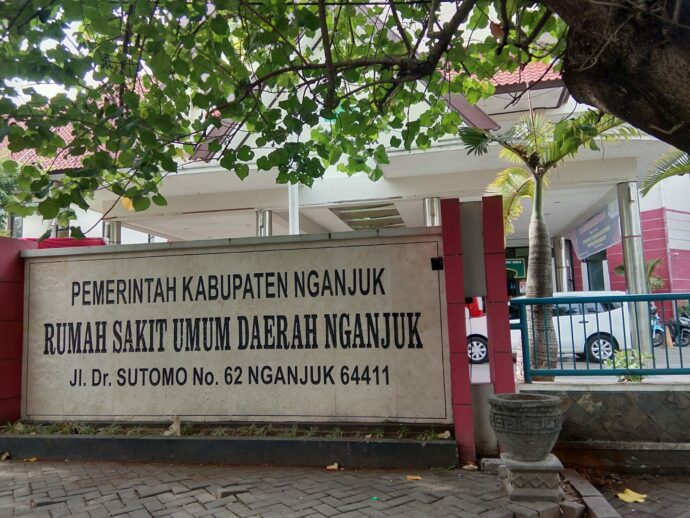 PEMERINTAH KABUPATEN NGANJUK
RUMAH SAKIT UMUM DAERAH NGANJUK
Jl. Dr. SUTOMO No. 62 NGANJUK 64411